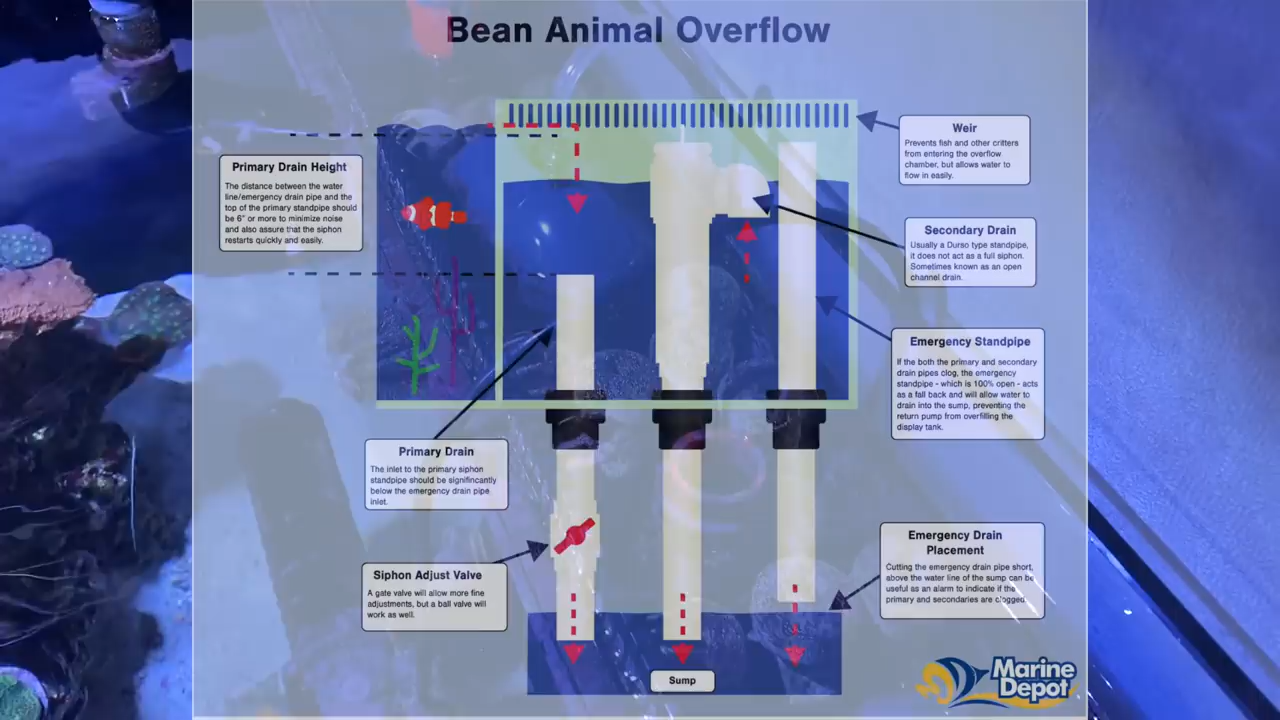 Bean Animal Overflow
Weir
Prevents fish and other critters
from entering the overflow
chamber, but allows water to
flow in easily.
Primary Drain Height
The distance between the water
line/emergency drain pipe and the
top of the primary standpipe should
be 6" or more to minimize noise
and also assure that the siphon
restarts quickly and easily.
Secondary Drain
Usually a Durso type standpipe,
it does not act as a full siphon.
Sometimes known as an open
channel drain.
Emergency Standpipe
If the both the primary and secondary
drain pipes clog, the emergency
standpipe - which is 100% open - acts
as a fall back and will allow water to
drain into the sump, preventing the
return pump from overfilling the
display tank.
Primary Drain
The inlet to the primary siphon
standpipe should be signifincantly
below the emergency drain pipe
inlet.
Siphon Adjust Valve
A gate valve will allow more fine
adjustments, but a ball valve will
work as well.
Emergency Drain
Placement
Cutting the emergency drain pipe short,
above the water line of the sump can be
useful as an alarm to indicate if the
primary and secondaries are clogged.
Sump
Marine
Depot